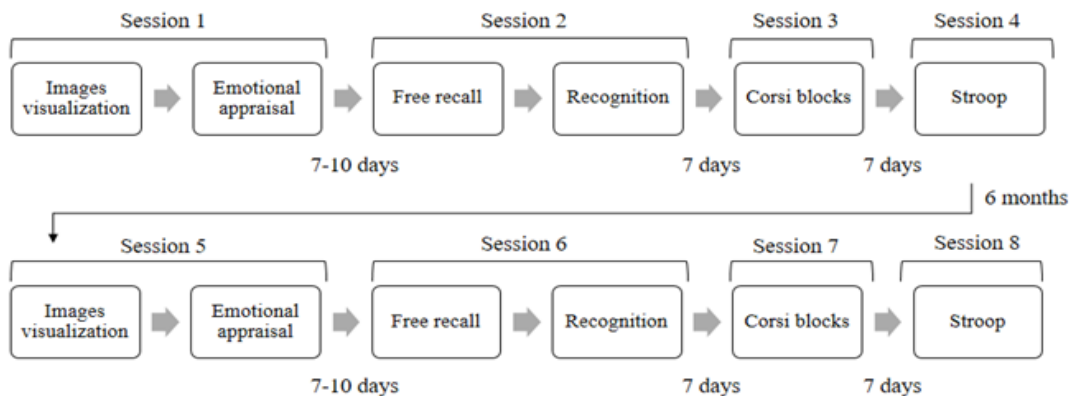 Session 1 Session 2 Session 3 Session 4
Images
visualization
Emotional
appraisal
Free recall
Recognition
Corsi blocks
Stroop
7-10 days 7 days 7 days
6 months
Session 5 Session 6 Session 7 Session 8
Images
visualization
Emotional
appraisal
Free recall
Recognition
Corsi blocks
Stroop
7-10 days 7 days 7 days